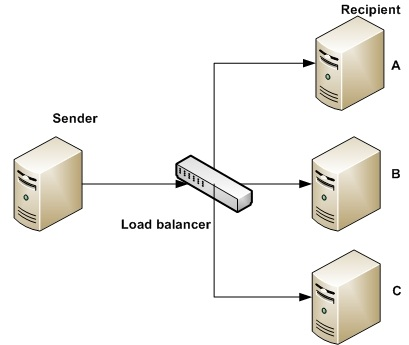 Recipient
A
Sender
B
Load balancer
C